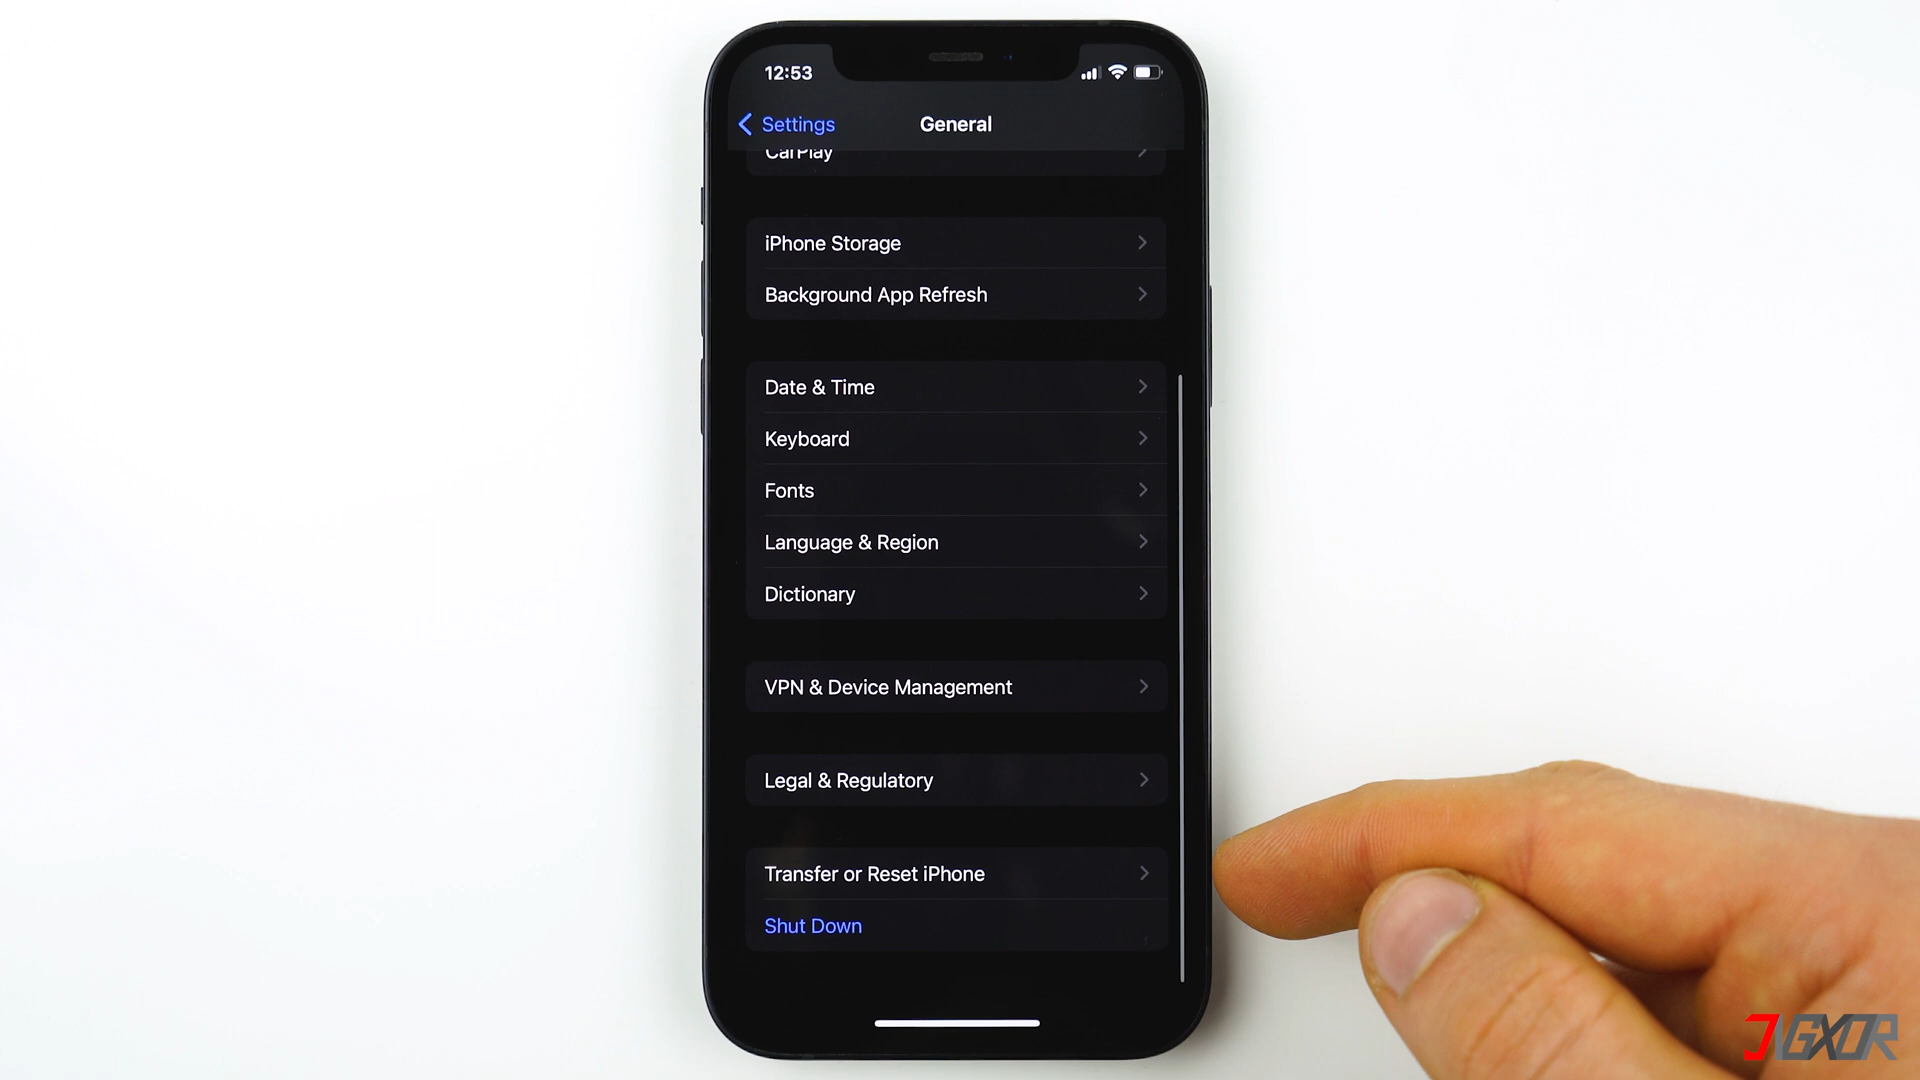 12:53
Settings
General
CarPlay
iPhone Storage
Background App Refresh
Date & Time
Keyboard
Fonts
Language & Region
Dictionary
VPN & Device Management
Legal & Regulatory
Transfer or Reset iPhone
Shut Down
JIGXOR